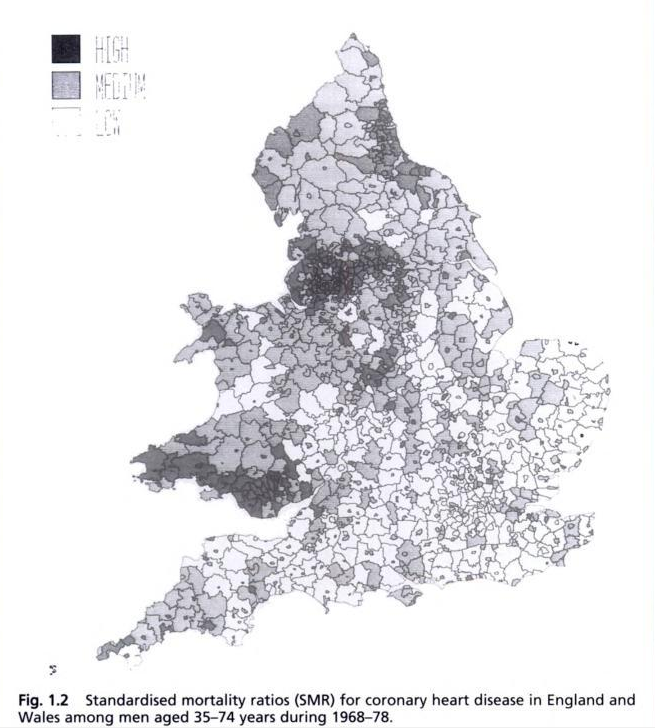 HIGH
MEDIUM
LOW
Fig. 1.2 Standardised mortality ratios (SMR) for coronary heart disease in England and
Wales among men aged 35–74 years during 1968–78.